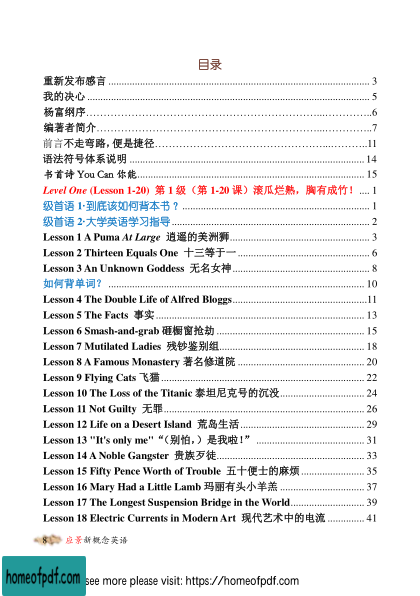 目录
重新发布感言 ........ 3
我的决心 ........ 5
杨富纲序 ........ 6
编著者简介 ........ 7
前言不走弯路，便是捷径 ........ 11
语法符号体系说明 ........ 14
书首诗 You Can 你能 ........ 15
Level One (Lesson 1-20) 第 1 级（第 1-20 课）滚瓜烂熟，胸有成竹！ .... 1
级首语 1·到底该如何背本书？ ........ 1
级首语 2·大学英语学习指导 ........ 2
Lesson 1 A Puma At Large 逍遥的美洲狮 ........ 3
Lesson 2 Thirteen Equals One 十三等于一 ........ 6
Lesson 3 An Unknown Goddess 无名女神 ........ 8
如何背单词？ ........ 10
Lesson 4 The Double Life of Alfred Bloggs ........ 11
Lesson 5 The Facts 事实 ........ 13
Lesson 6 Smash-and-grab 砸橱窗抢劫 ........ 15
Lesson 7 Mutilated Ladies 残钞鉴别组 ........ 18
Lesson 8 A Famous Monastery 著名修道院 ........ 20
Lesson 9 Flying Cats 飞猫 ........ 22
Lesson 10 The Loss of the Titanic 泰坦尼克号的沉没 ........ 24
Lesson 11 Not Guilty 无罪 ........ 26
Lesson 12 Life on a Desert Island 荒岛生活 ........ 29
Lesson 13 "It's only me"“（别怕，）是我啦！” ........ 31
Lesson 14 A Noble Gangster 贵族歹徒 ........ 33
Lesson 15 Fifty Pence Worth of Trouble 五十便士的麻烦 ........ 35
Lesson 16 Mary Had a Little Lamb 玛丽有头小羊羔 ........ 37
Lesson 17 The Longest Suspension Bridge in the World ........ 39
Lesson 18 Electric Currents in Modern Art 现代艺术中的电流 ........ 41
8 应景新概念英语
homeofpdf.com
see more please visit: https://homeofpdf.com